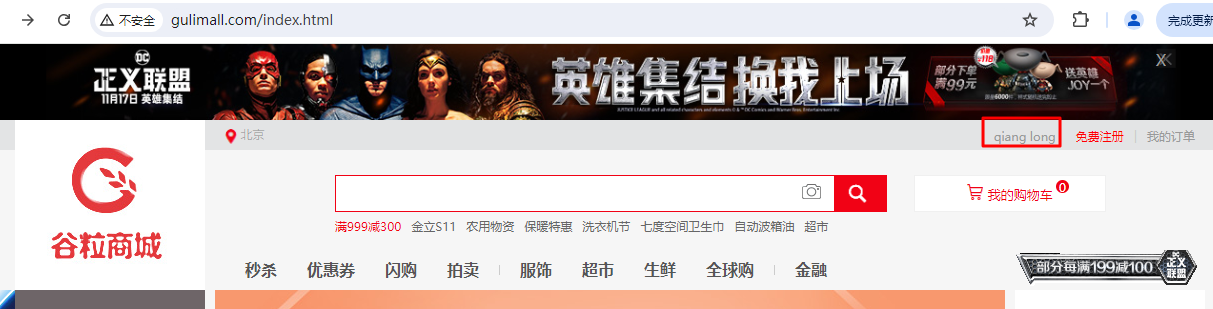 不安全 gulimall.com/index.html 完成更新
DC
正义联盟
11月17日 英雄集结
英雄集结 换我上场
部分下单
满99元
送英雄
JOY一个
北京
qiang long 免费注册 我的订单
我的购物车 0
满999减300 金立S11 农用物资 保暖特惠 洗衣机节 七度空间卫生巾 自动波箱油 超市
谷粒商城
秒杀 优惠券 闪购 拍卖 服饰 超市 生鲜 全球购 金融
部分每满199减100
正义
联盟